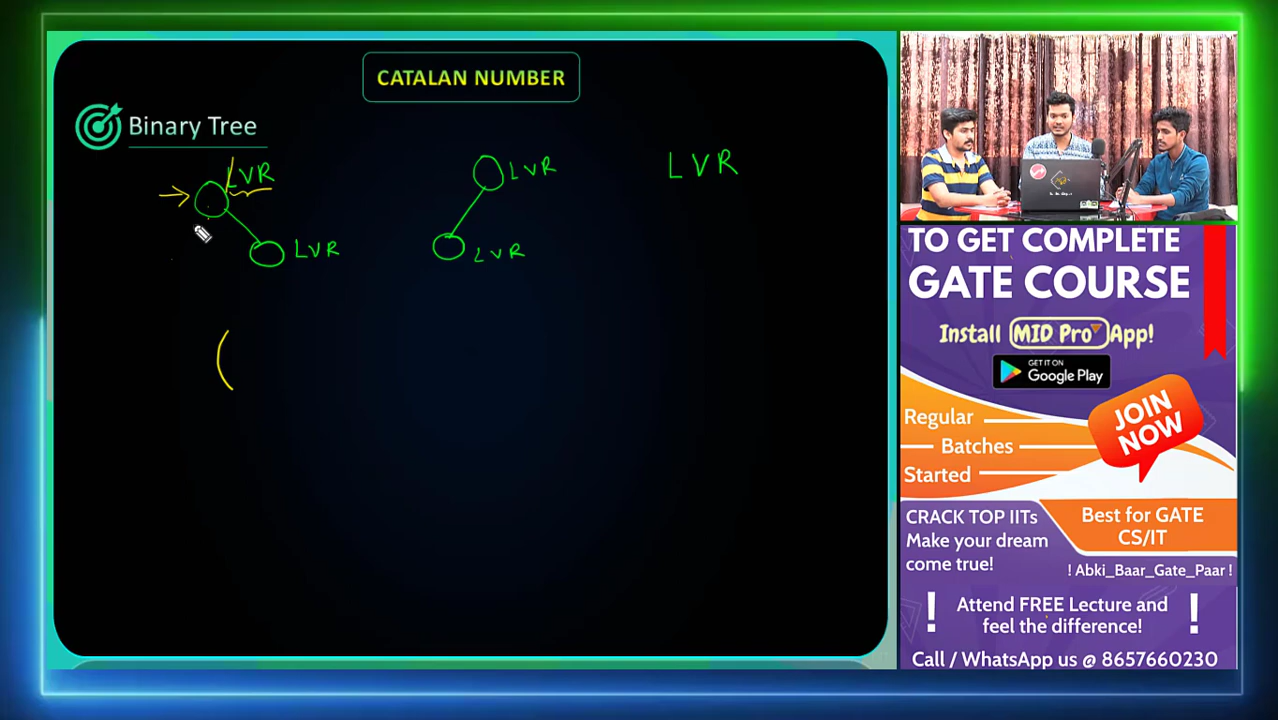 CATALAN NUMBER
Binary Tree
LVR
LVR
LVR
LVR
LVR
TO GET COMPLETE
GATE COURSE
Install MID Pro App!
GET IT ON
Google Play
JOIN
NOW
Regular
Batches
Started
CRACK TOP IITs
Make your dream
come true!
Best for GATE
CS/IT
! Abki_Baar_Gate_Paar !
! Attend FREE Lecture and !
feel the difference!
Call / WhatsApp us @ 8657660230